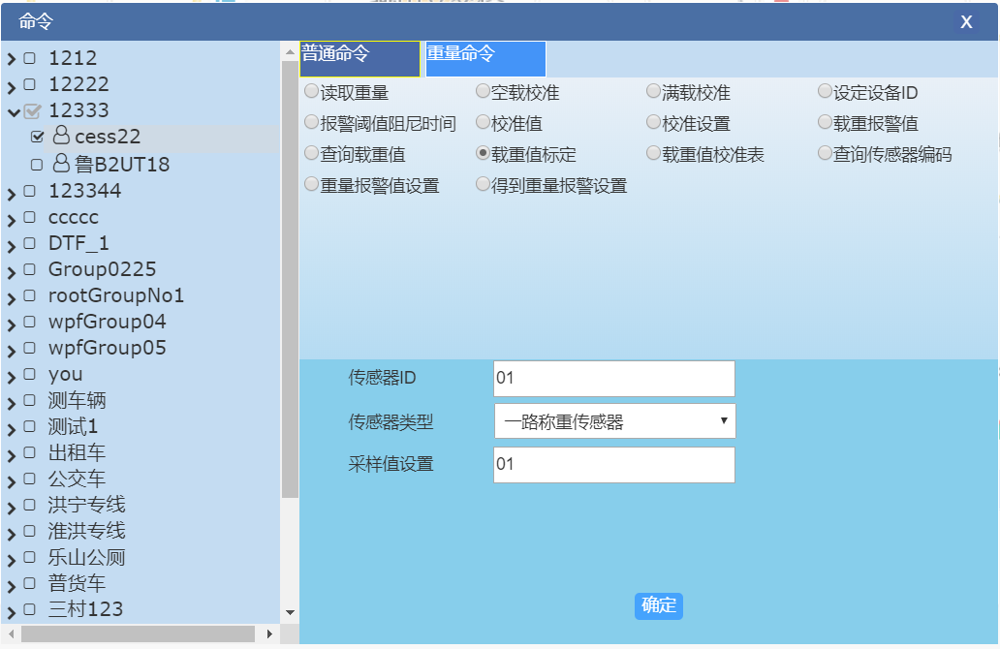 命令 X
普通命令 重量命令
1212
12222
12333
cess22
鲁B2UT18
123344
ccccc
DTF_1
Group0225
rootGroupNo1
wpfGroup04
wpfGroup05
you
测车辆
测试1
出租车
公交车
洪宁专线
淮洪专线
乐山公厕
普货车
三村123
读取重量 空载校准 满载校准 设定设备ID
报警阈值阻尼时间 校准值 校准设置 载重报警值
查询载重值 载重值标定 载重值校准表 查询传感器编码
重量报警值设置 得到重量报警设置
传感器ID 01
传感器类型 一路称重传感器
采样值设置 01
确定